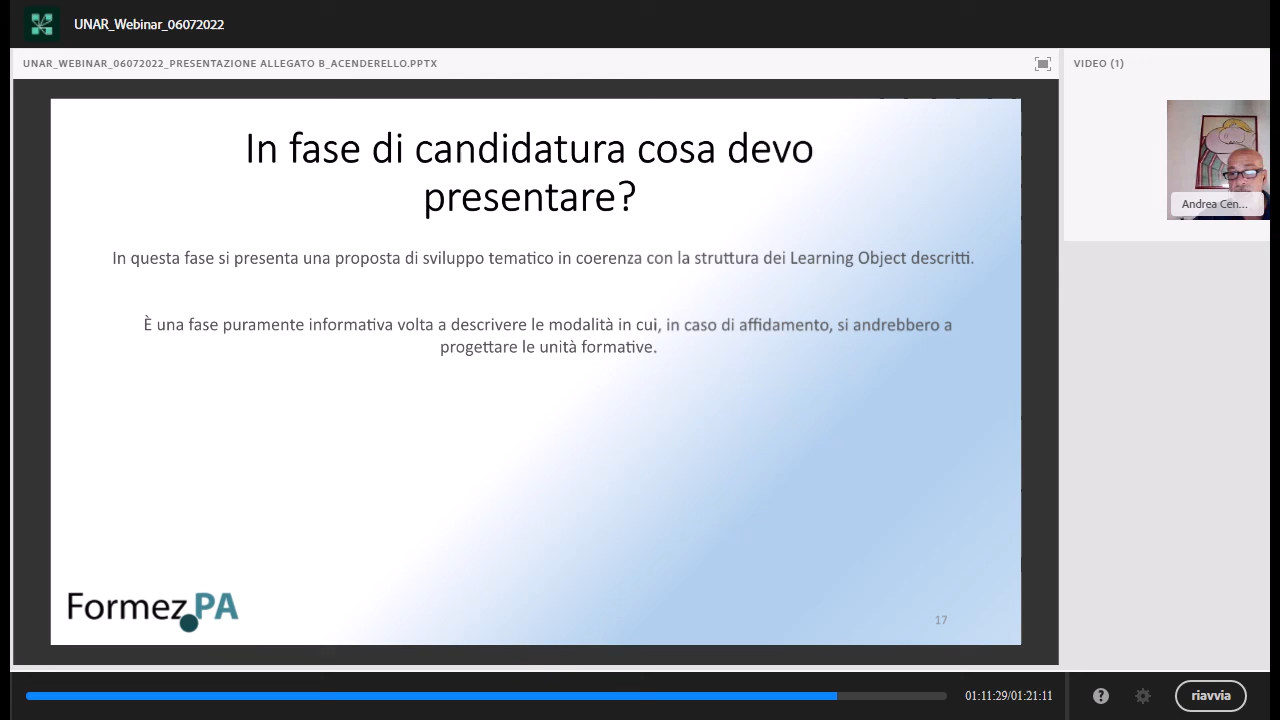 UNAR_Webinar_06072022
UNAR_WEBINAR_06072022_PRESENTAZIONE ALLEGATO B_ACENDERELLO.PPTX
VIDEO (1)
In fase di candidatura cosa devo
presentare?
In questa fase si presenta una proposta di sviluppo tematico in coerenza con la struttura dei Learning Object descritti.
È una fase puramente informativa volta a descrivere le modalità in cui, in caso di affidamento, si andrebbero a
progettare le unità formative.
Andrea Cen...
Formez.PA
17
01:11:29/01:21:11
?
riavvia